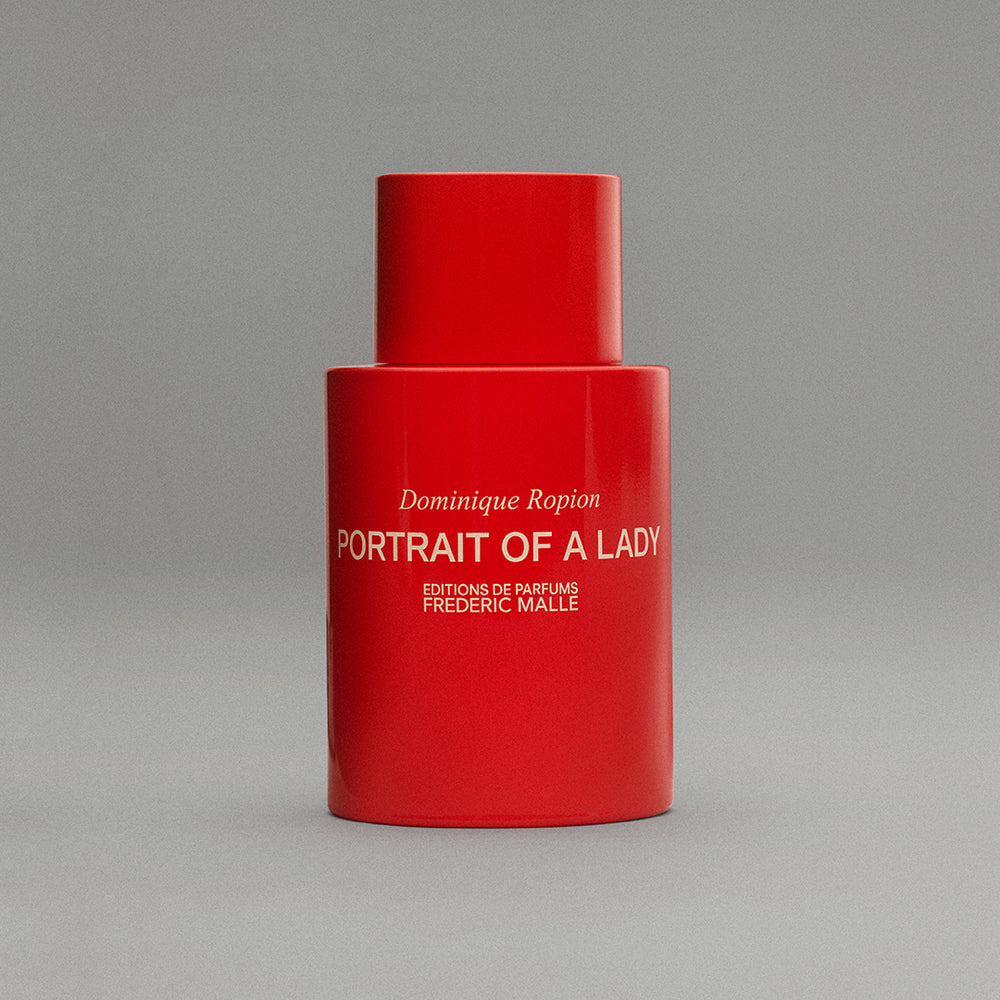 Dominique Ropion
PORTRAIT OF A LADY
EDITIONS DE PARFUMS
FREDERIC MALLE